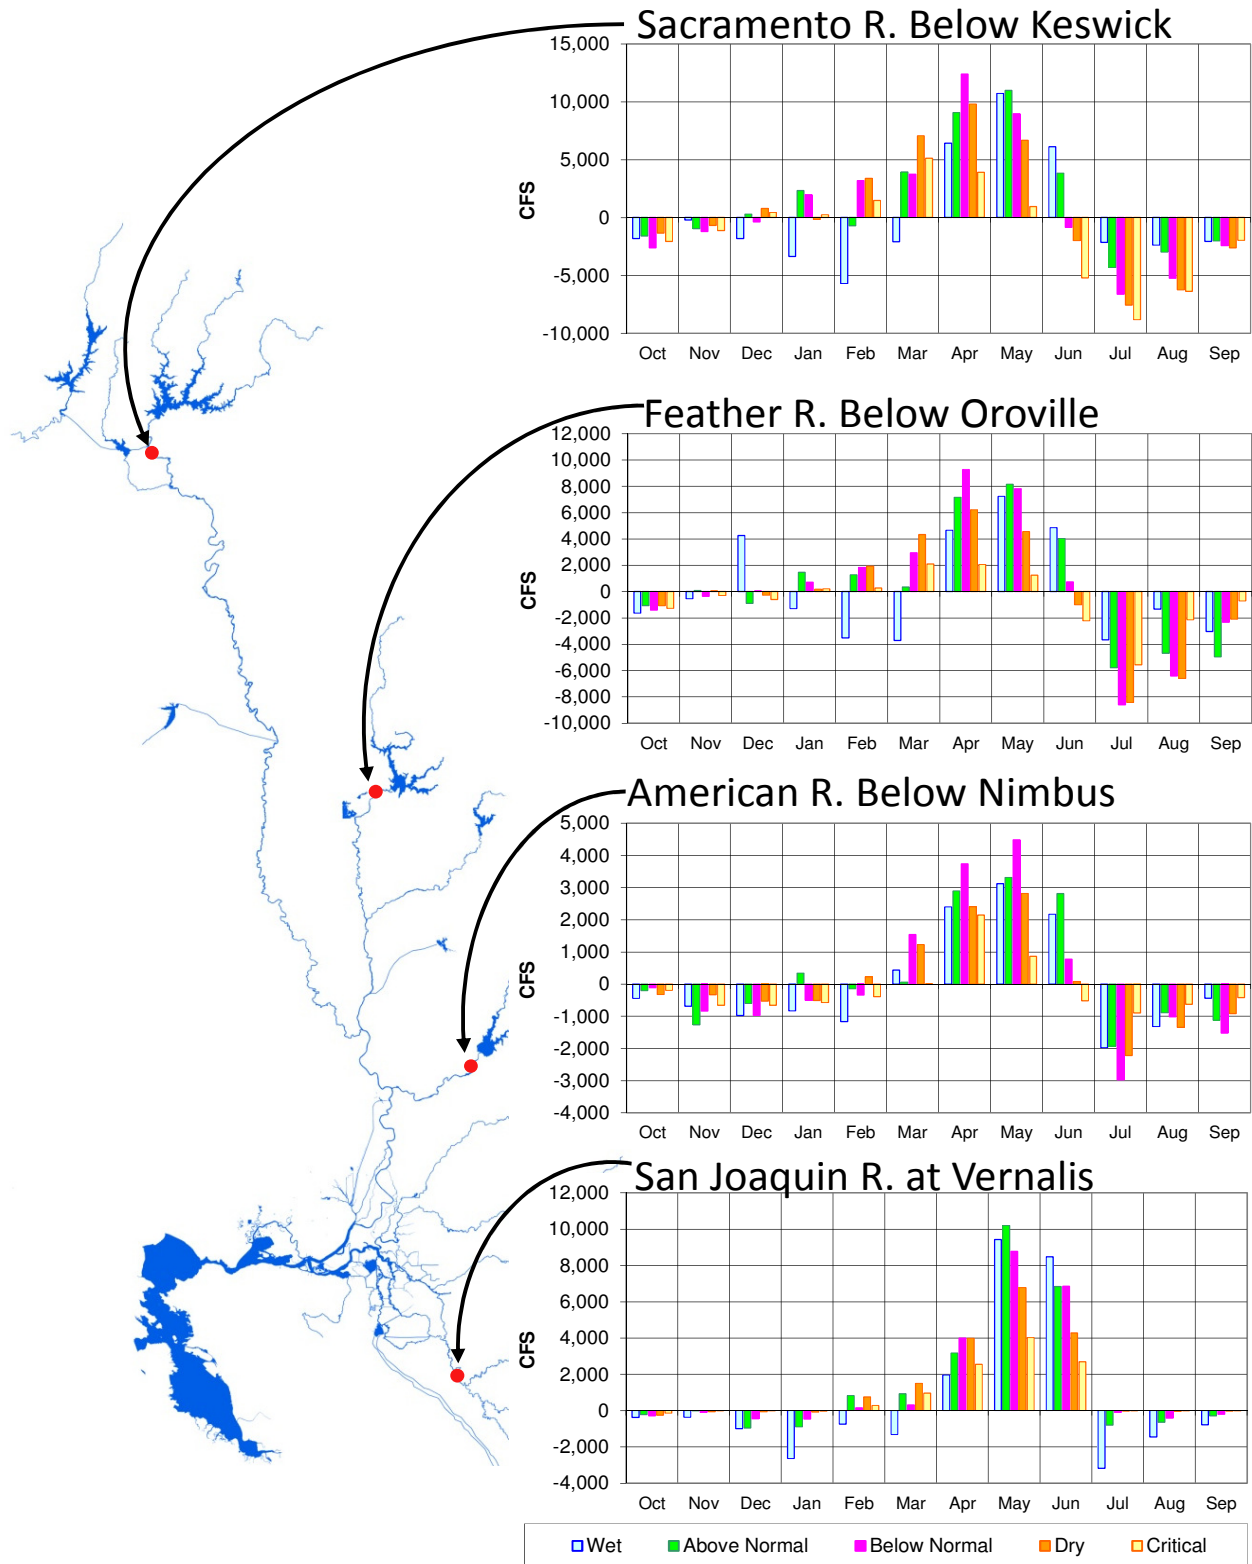 Sacramento R. Below Keswick
15,000
10,000
5,000
0
-5,000
-10,000
CFS
Oct Nov Dec Jan Feb Mar Apr May Jun Jul Aug Sep
Feather R. Below Oroville
12,000
10,000
8,000
6,000
4,000
2,000
0
-2,000
-4,000
-6,000
-8,000
-10,000
CFS
Oct Nov Dec Jan Feb Mar Apr May Jun Jul Aug Sep
American R. Below Nimbus
5,000
4,000
3,000
2,000
1,000
0
-1,000
-2,000
-3,000
-4,000
CFS
Oct Nov Dec Jan Feb Mar Apr May Jun Jul Aug Sep
San Joaquin R. at Vernalis
12,000
10,000
8,000
6,000
4,000
2,000
0
-2,000
-4,000
CFS
Oct Nov Dec Jan Feb Mar Apr May Jun Jul Aug Sep
Wet Above Normal Below Normal Dry Critical